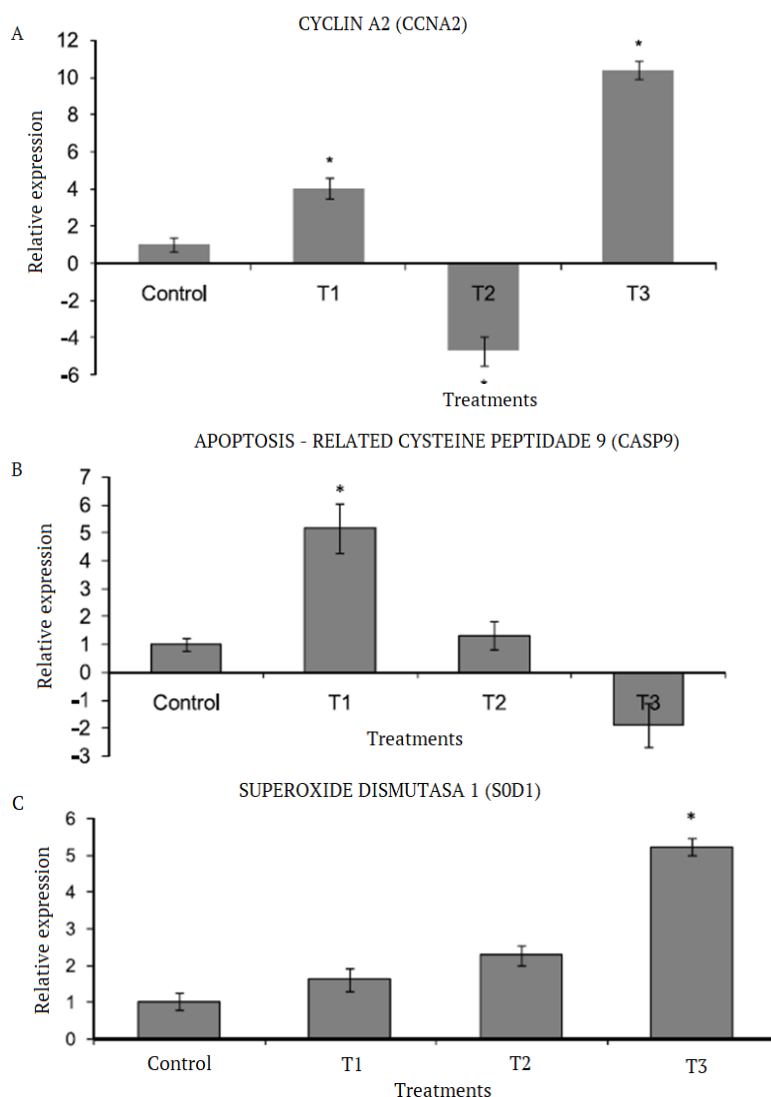 A
CYCLIN A2 (CCNA2)
12
10
8
6
4
2
0
-2
-4
-6
Relative expression
*
*
*
Control T1 T2 T3
Treatments
B
APOPTOSIS - RELATED CYSTEINE PEPTIDADE 9 (CASP9)
7
6
5
4
3
2
1
0
-1
-2
-3
Relative expression
*
Control T1 T2 T3
Treatments
C
SUPEROXIDE DISMUTASA 1 (S0D1)
6
5
4
3
2
1
0
Relative expression
*
Control T1 T2 T3
Treatments